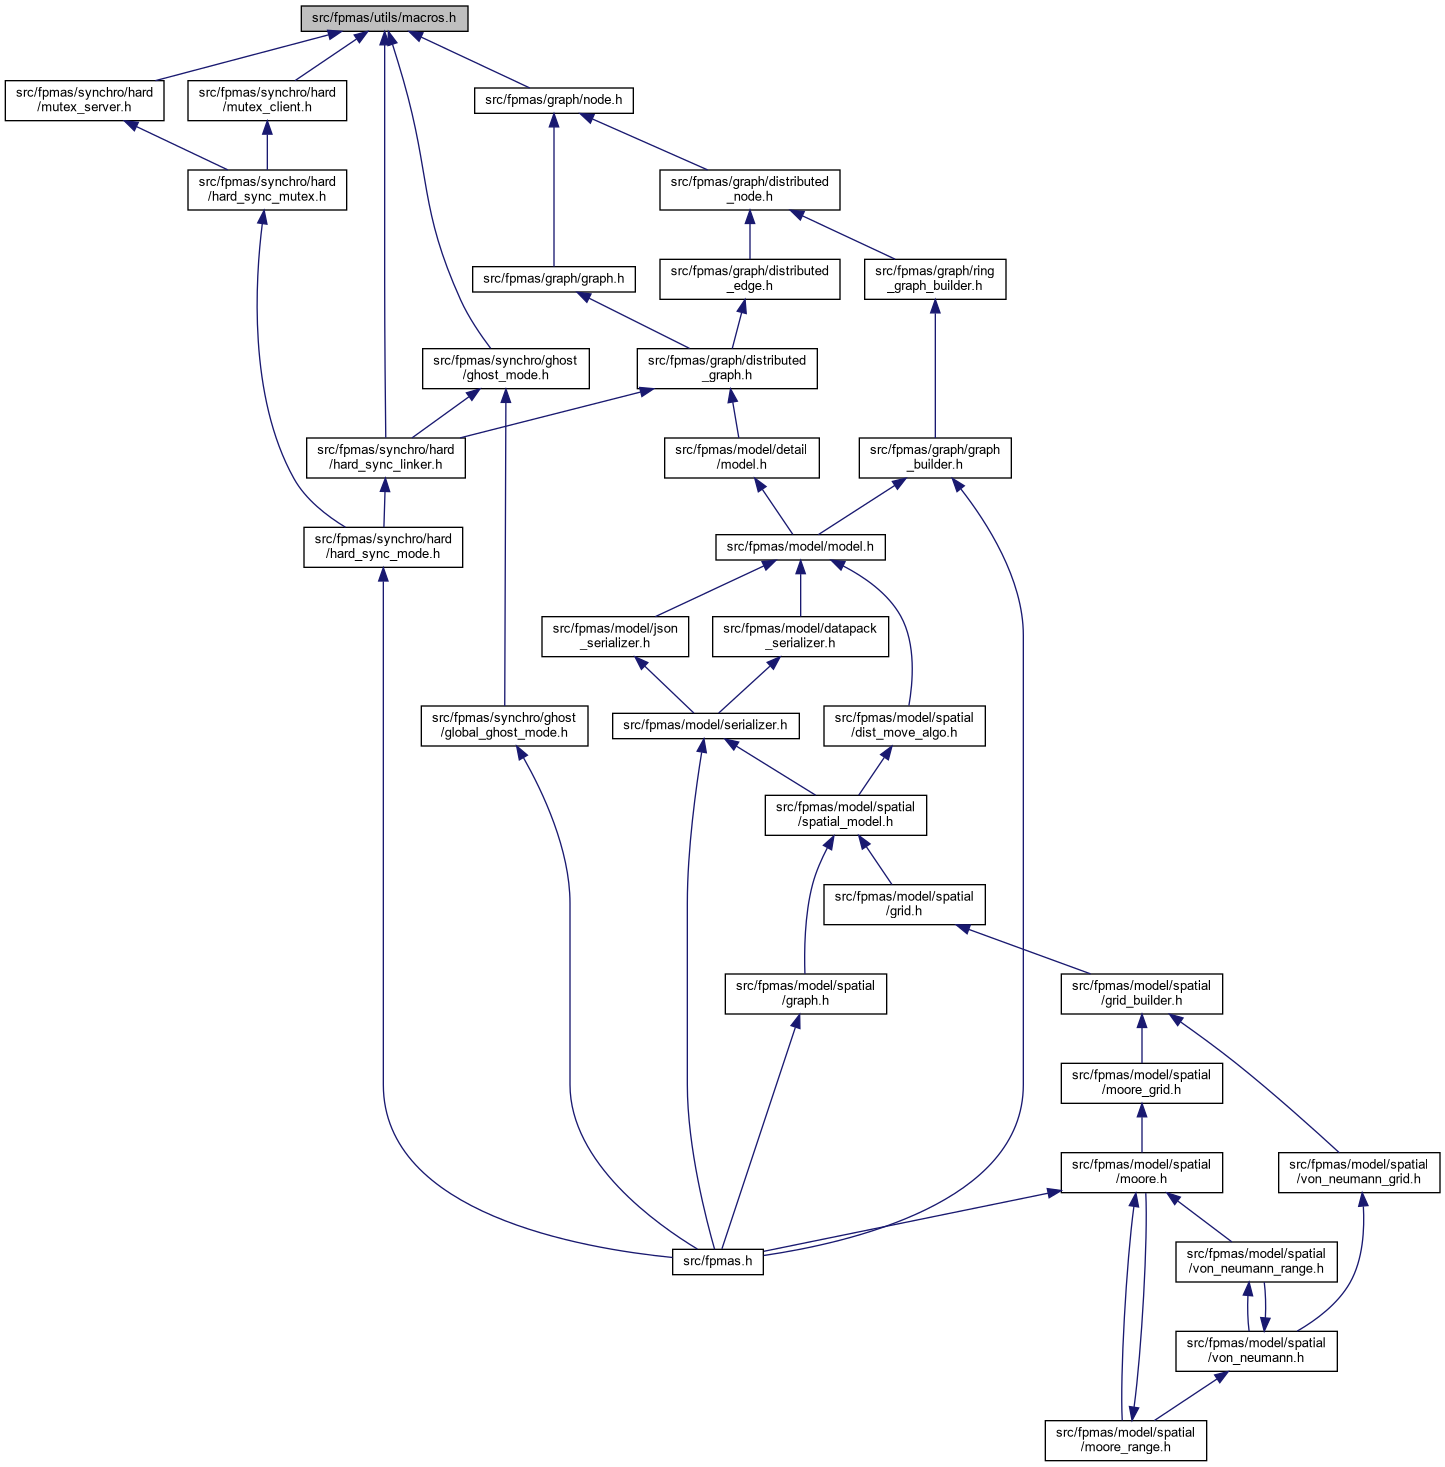 src/fpmas/utils/macros.h
src/fpmas/synchro/hard
/mutex_server.h
src/fpmas/synchro/hard
/mutex_client.h
src/fpmas/graph/node.h
src/fpmas/synchro/hard
/hard_sync_mutex.h
src/fpmas/graph/distributed
_node.h
src/fpmas/graph/graph.h
src/fpmas/graph/distributed
_edge.h
src/fpmas/graph/ring
_graph_builder.h
src/fpmas/synchro/ghost
/ghost_mode.h
src/fpmas/graph/distributed
_graph.h
src/fpmas/synchro/hard
/hard_sync_linker.h
src/fpmas/model/detail
/model.h
src/fpmas/graph/graph
_builder.h
src/fpmas/synchro/hard
/hard_sync_mode.h
src/fpmas/model/model.h
src/fpmas/model/json
_serializer.h
src/fpmas/model/datapack
_serializer.h
src/fpmas/synchro/ghost
/global_ghost_mode.h
src/fpmas/model/serializer.h
src/fpmas/model/spatial
/dist_move_algo.h
src/fpmas/model/spatial
/spatial_model.h
src/fpmas/model/spatial
/grid.h
src/fpmas/model/spatial
/graph.h
src/fpmas/model/spatial
/grid_builder.h
src/fpmas/model/spatial
/moore_grid.h
src/fpmas/model/spatial
/moore.h
src/fpmas/model/spatial
/von_neumann_grid.h
src/fpmas.h
src/fpmas/model/spatial
/von_neumann_range.h
src/fpmas/model/spatial
/von_neumann.h
src/fpmas/model/spatial
/moore_range.h